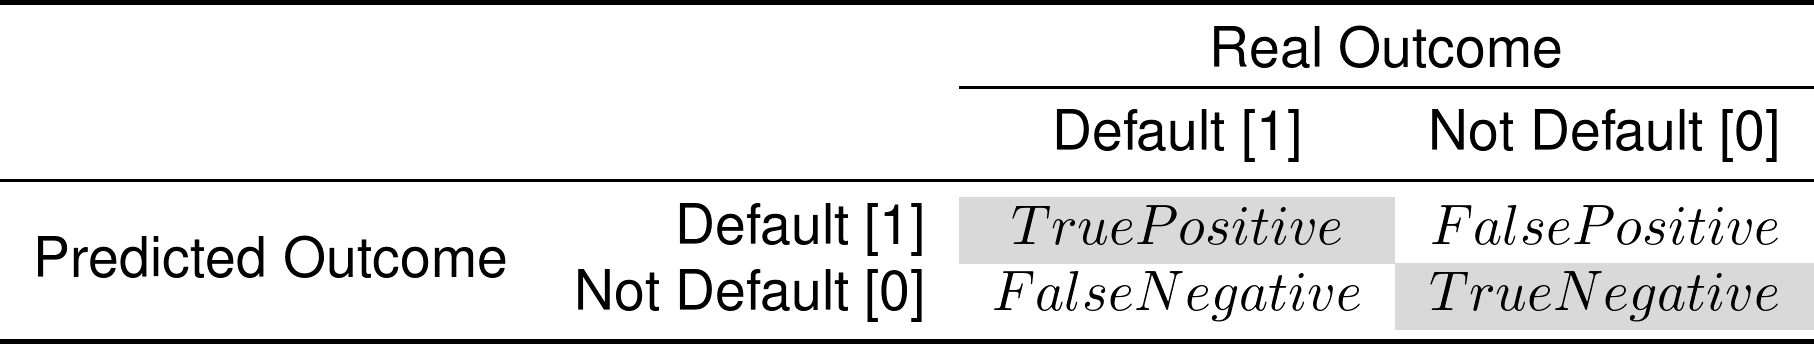 Real Outcome
Default [1] Not Default [0]
Default [1] TruePositive FalsePositive
Predicted Outcome
Not Default [0] FalseNegative TrueNegative